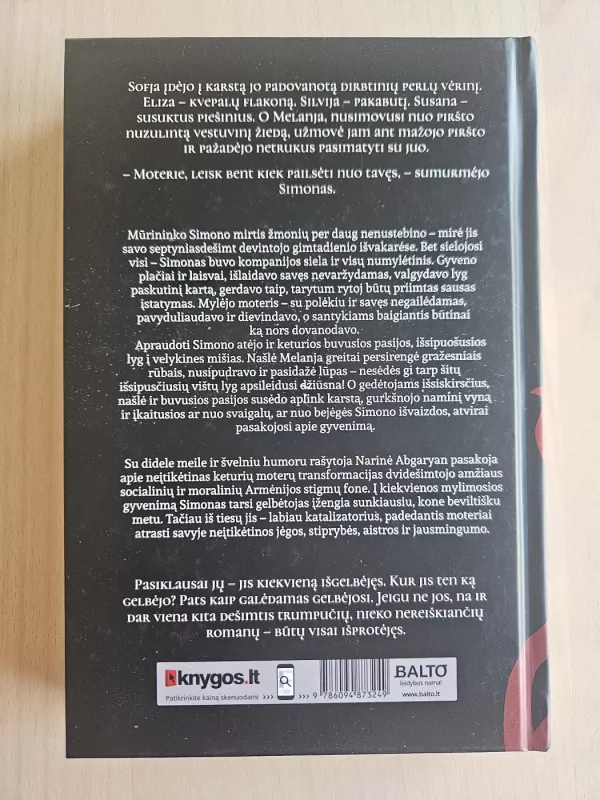 Sofja įdėjo į karstą jo padovanotą dirbtinių perlų vėrinį.
Eliza – kvepalų flakoną. Silvija – pakabutį. Susana –
susuktus piešinius. O Melanja, nusimovusi nuo piršto
nuzulintą vestuvinį žiedą, užmovė jam ant mažojo piršto
ir pažadėjo netrukus pasimatyti su juo.
– Moterie, leisk bent kiek pailsėti nuo tavęs, – sumurmėjo
Simonas.
Mūrininko Simono mirtis žmonių per daug nenustebino – mirė jis
savo septyniasdešimt devintojo gimtadienio išvakarėse. Bet sielojosi
visi – Simonas buvo kompanijos siela ir visų numylėtinis. Gyveno
plačiai ir laisvai, išlaidavo savęs nevaržydamas, valgydavo lyg
paskutinį kartą, gerdavo taip, tarytum rytoj būtų priimtas sausas
įstatymas. Mylėjo moteris – su polėkiu ir savęs negailėdamas,
pavyduliaudavo ir dievindavo, o santykiams baigiantis būtinai
ką nors dovanodavo.
Apraudoti Simono atėjo ir keturios buvusios pasijos, išsipuošusios
lyg į velykines mišias. Našlė Melanja greitai persirengė gražesniais
rūbais, nusipudravo ir pasidažė lūpas – nesėdės gi tarp šitų
išsipusčiusių vištų lyg apsileidusi džiūsna! O gedėtojams išsiskirsčius,
našlė ir buvusios pasijos susėdo aplink karstą, gurkšnojo naminį vyną
ir įkaitusios ar nuo svaigalų, ar nuo bejėgės Simono išvaizdos, atvirai
pasakojosi apie gyvenimą.
Su didele meile ir švelniu humoru rašytoja Narinė Abgaryan pasakoja
apie neįtikėtinas keturių moterų transformacijas dvidešimtojo amžiaus
socialinių ir moralinių Armėnijos stigmų fone. Į kiekvienos mylimosios
gyvenimą Simonas tarsi gelbėtojas įžengia sunkiausiu, kone beviltišku
metu. Tačiau iš tiesų jis – labiau katalizatorius, padedantis moteriai
atrasti savyje neįtikėtinos jėgos, stiprybės, aistros ir jausmingumo.
Pasiklausai jų – jis kiekvieną išgelbėjęs. Kur jis ten ką
gelbėjo? Pats kaip galėdamas gelbėjosi. Jeigu ne jos, na ir
dar viena kita dešimtis trumpučių, nieko nereiškiančių
romanų – būtų visai išprotėjęs.
knygos.lt
Patikrinkite kainą skenuodami >>>
>>>
9 786094 873249
BALTO
leidybos namai
www.balto.lt